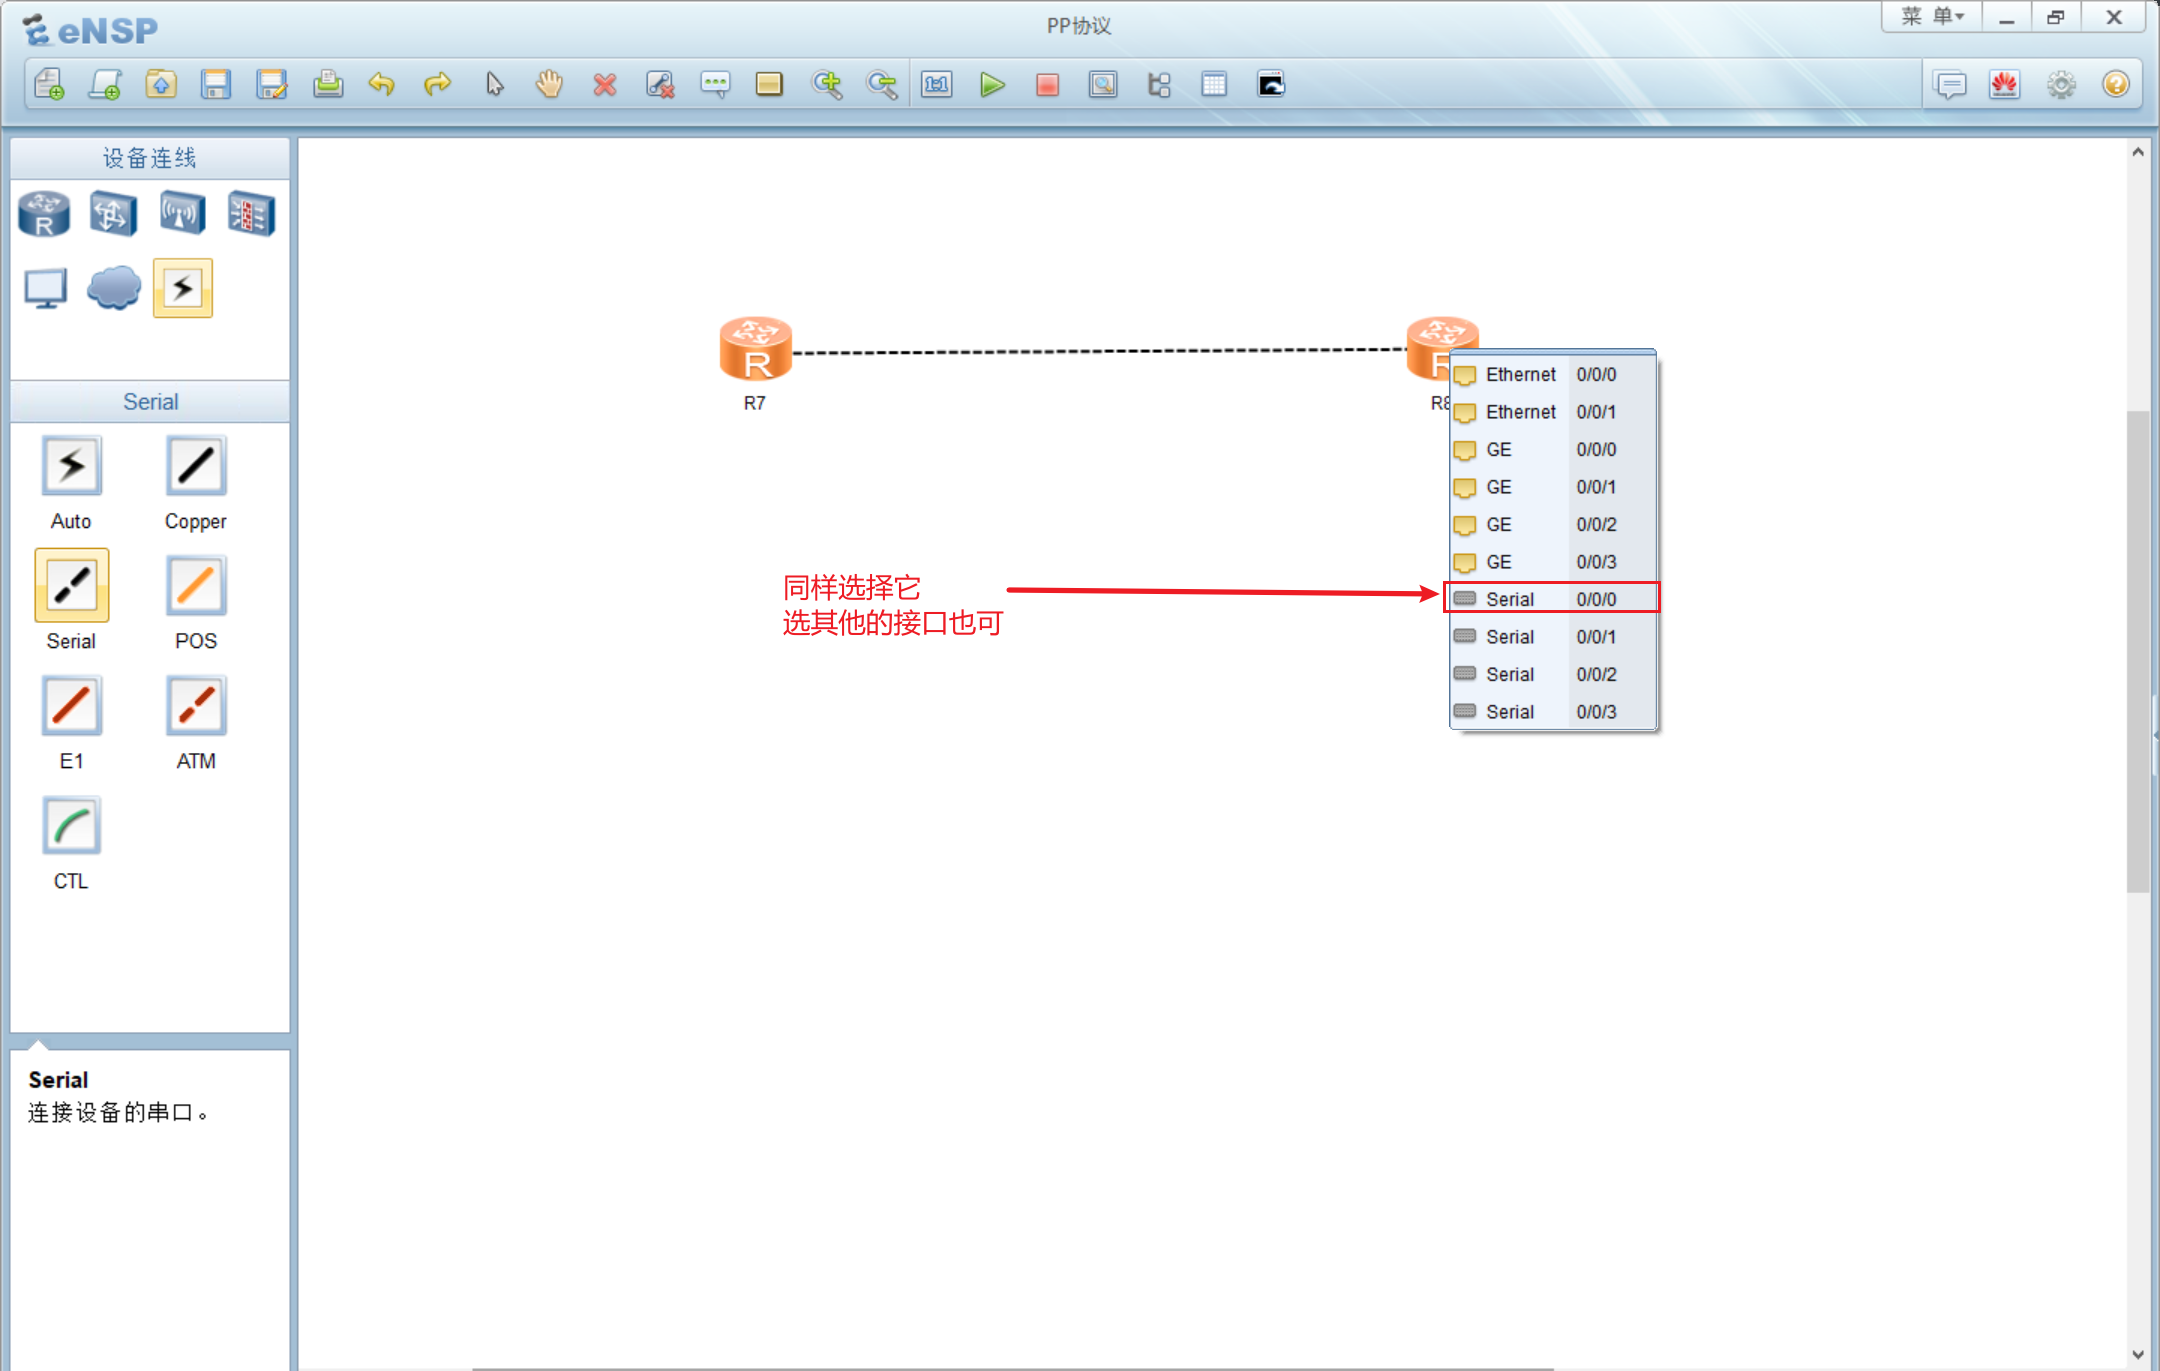 eNSP
PP协议
菜 单
设备连线
Serial
Auto
Copper
Serial
POS
E1
ATM
CTL
Serial
连接设备的串口。
R
R7
R
R8
Ethernet 0/0/0
Ethernet 0/0/1
GE 0/0/0
GE 0/0/1
GE 0/0/2
GE 0/0/3
Serial 0/0/0
Serial 0/0/1
Serial 0/0/2
Serial 0/0/3
同样选择它
选其他的接口也可